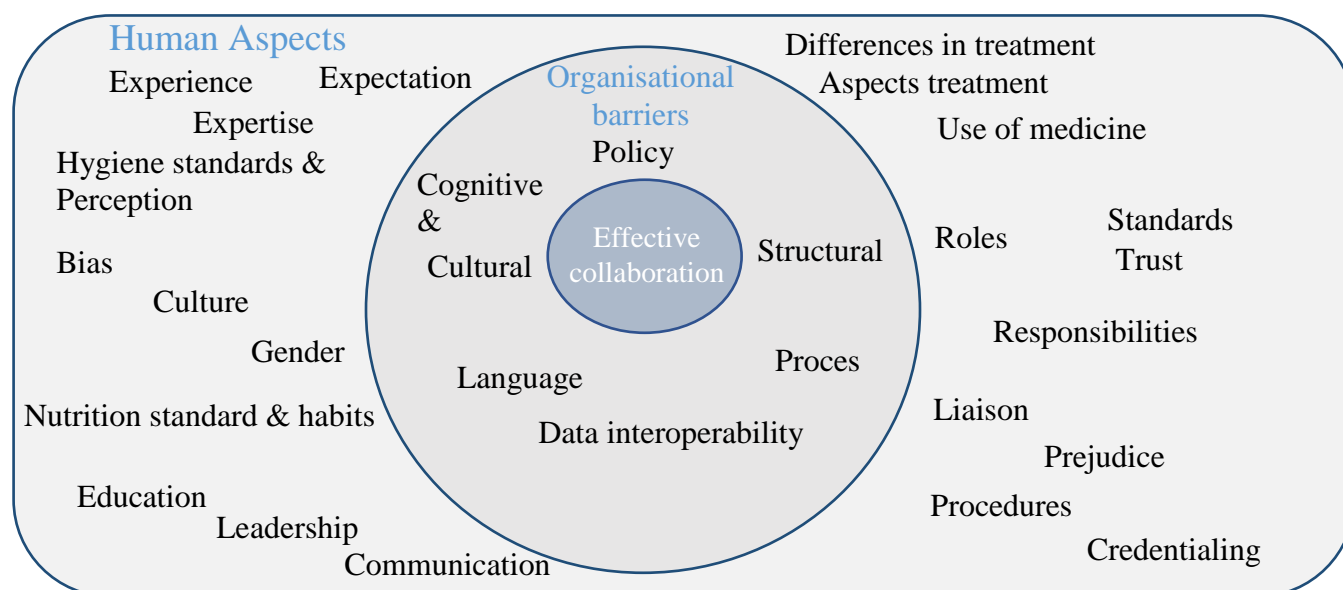 Human Aspects
Experience
Expectation
Expertise
Hygiene standards &
Perception
Bias
Culture
Gender
Nutrition standard & habits
Education
Leadership
Communication
Organisational
barriers
Policy
Cognitive
&
Cultural
Effective
collaboration
Structural
Language
Proces
Data interoperability
Differences in treatment
Aspects treatment
Use of medicine
Roles
Standards
Trust
Responsibilities
Liaison
Prejudice
Procedures
Credentialing